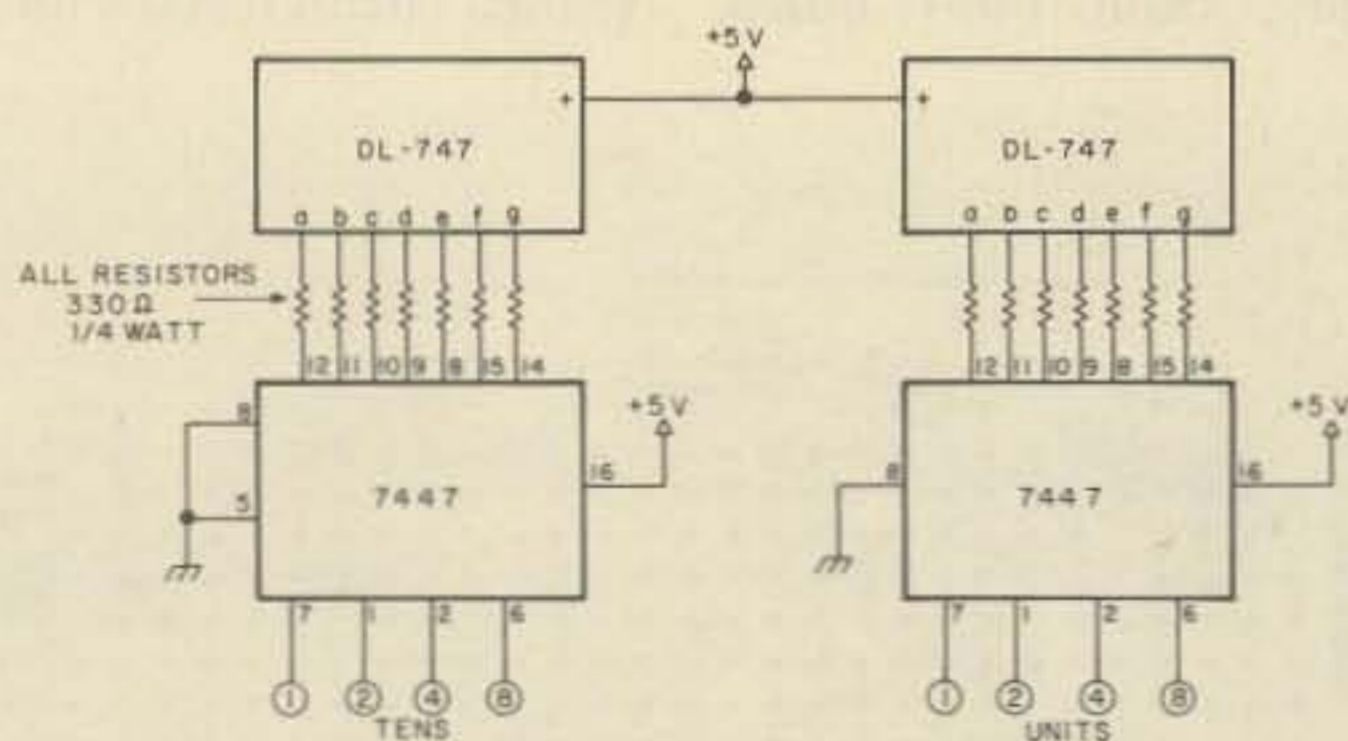 +5 V
+ +
DL-747 DL-747
a b c d e f g a b c d e f g
ALL RESISTORS
330Ω
1/4 WATT
12 11 10 9 8 15 14 12 11 10 9 8 15 14
8 +5 V +5 V
16 8 16
5 7447 7447
7 1 2 6 7 1 2 6
1 2 4 8 1 2 4 8
TENS UNITS